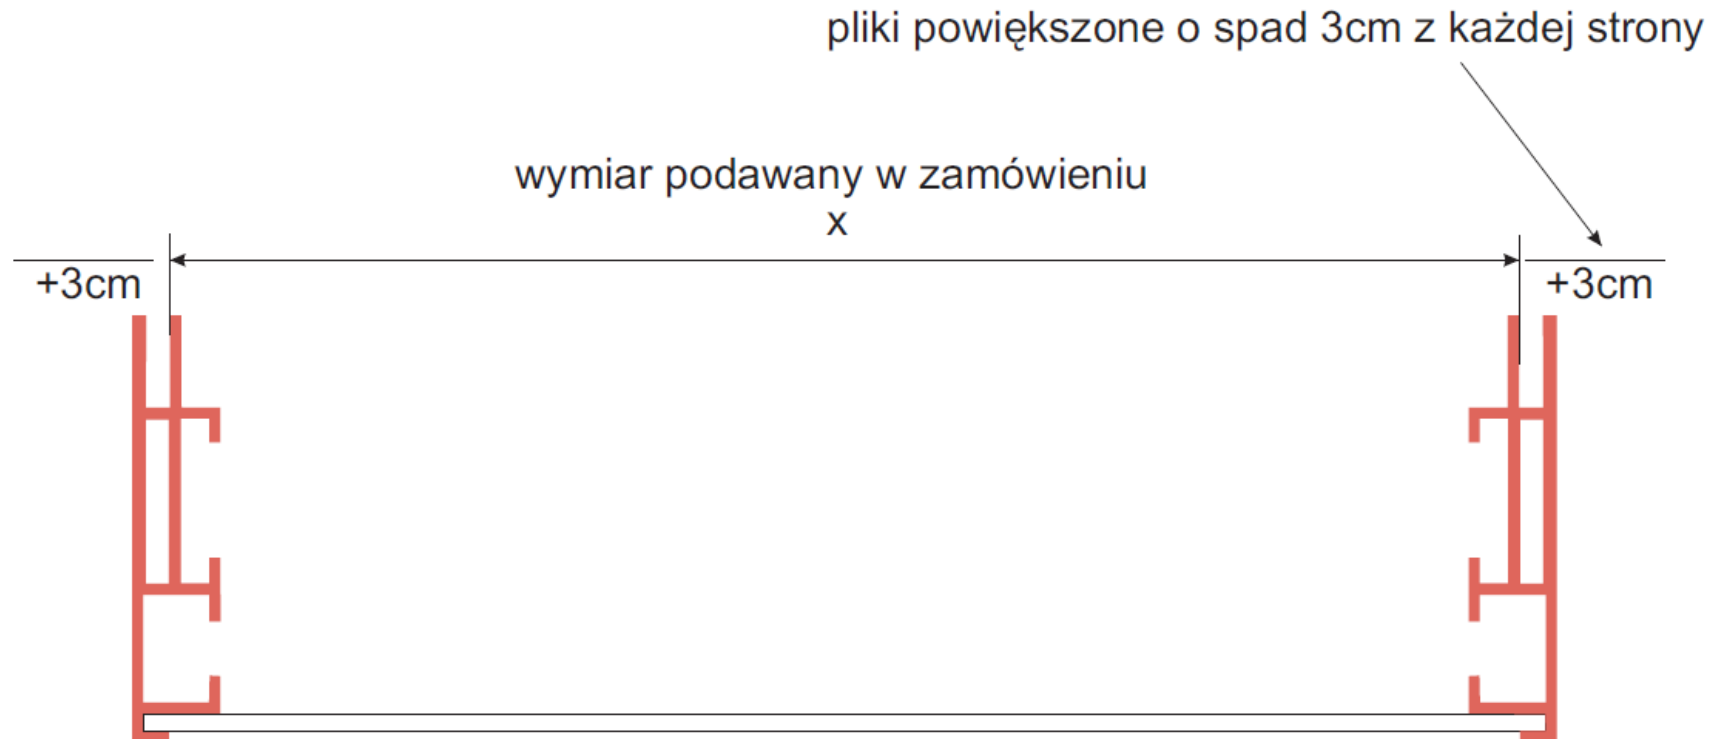 pliki powiększone o spad 3cm z każdej strony
wymiar podawany w zamówieniu
x
+3cm
+3cm